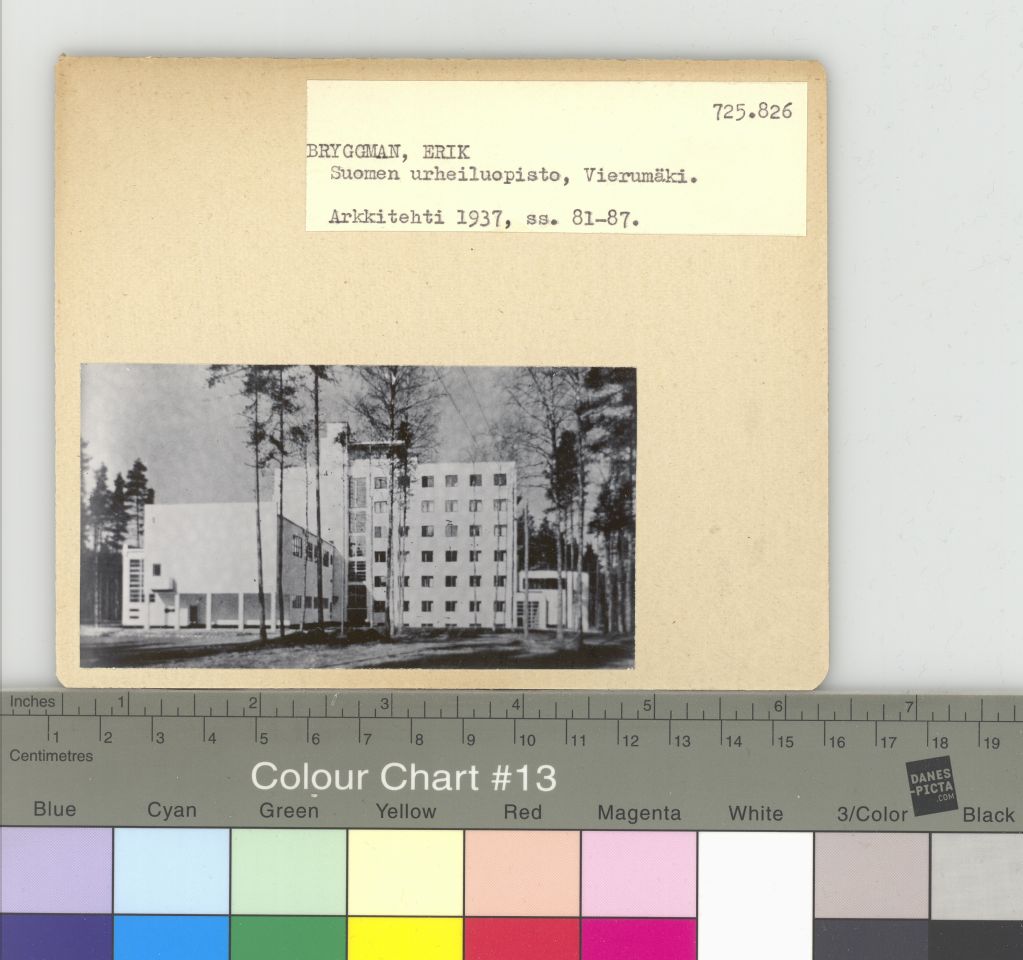 725.826
BRYGGMAN, ERIK
Suomen urheiluopisto, Vierumäki.
Arkkitehti 1937, ss. 81-87.
Inches 1 2 3 4 5 6 7
1 2 3 4 5 6 7 8 9 10 11 12 13 14 15 16 17 18 19
Centimetres
Colour Chart #13
DANES
-PICTA
.COM
Blue Cyan Green Yellow Red Magenta White 3/Color Black